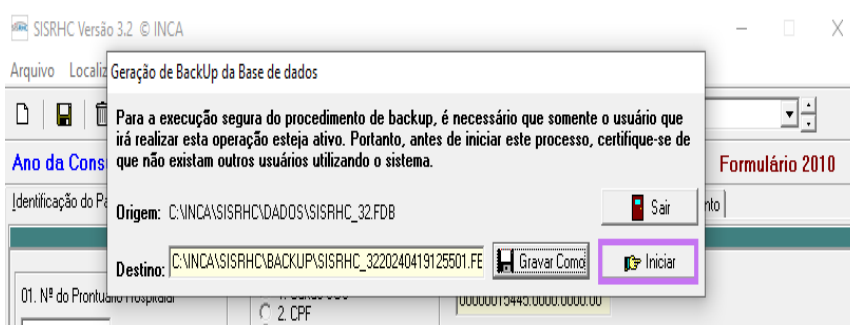 SISRHC Versão 3.2 © INCA
Arquivo Localiz
Geração de BackUp da Base de dados
Para a execução segura do procedimento de backup, é necessário que somente o usuário que
irá realizar esta operação esteja ativo. Portanto, antes de iniciar este processo, certifique-se de
que não existam outros usuários utilizando o sistema.
Ano da Cons
Formulário 2010
Identificação do Pa
nto
Origem: C:\INCA\SISRHC\DADOS\SISRHC_32.FDB
Sair
Destino: C:\INCA\SISRHC\BACKUP\SISRHC_3220240419125501.FE
Gravar Como
Iniciar
01. Nº do Prontuário Hospitalar
2. CPF
00000015445.0000.0000.00